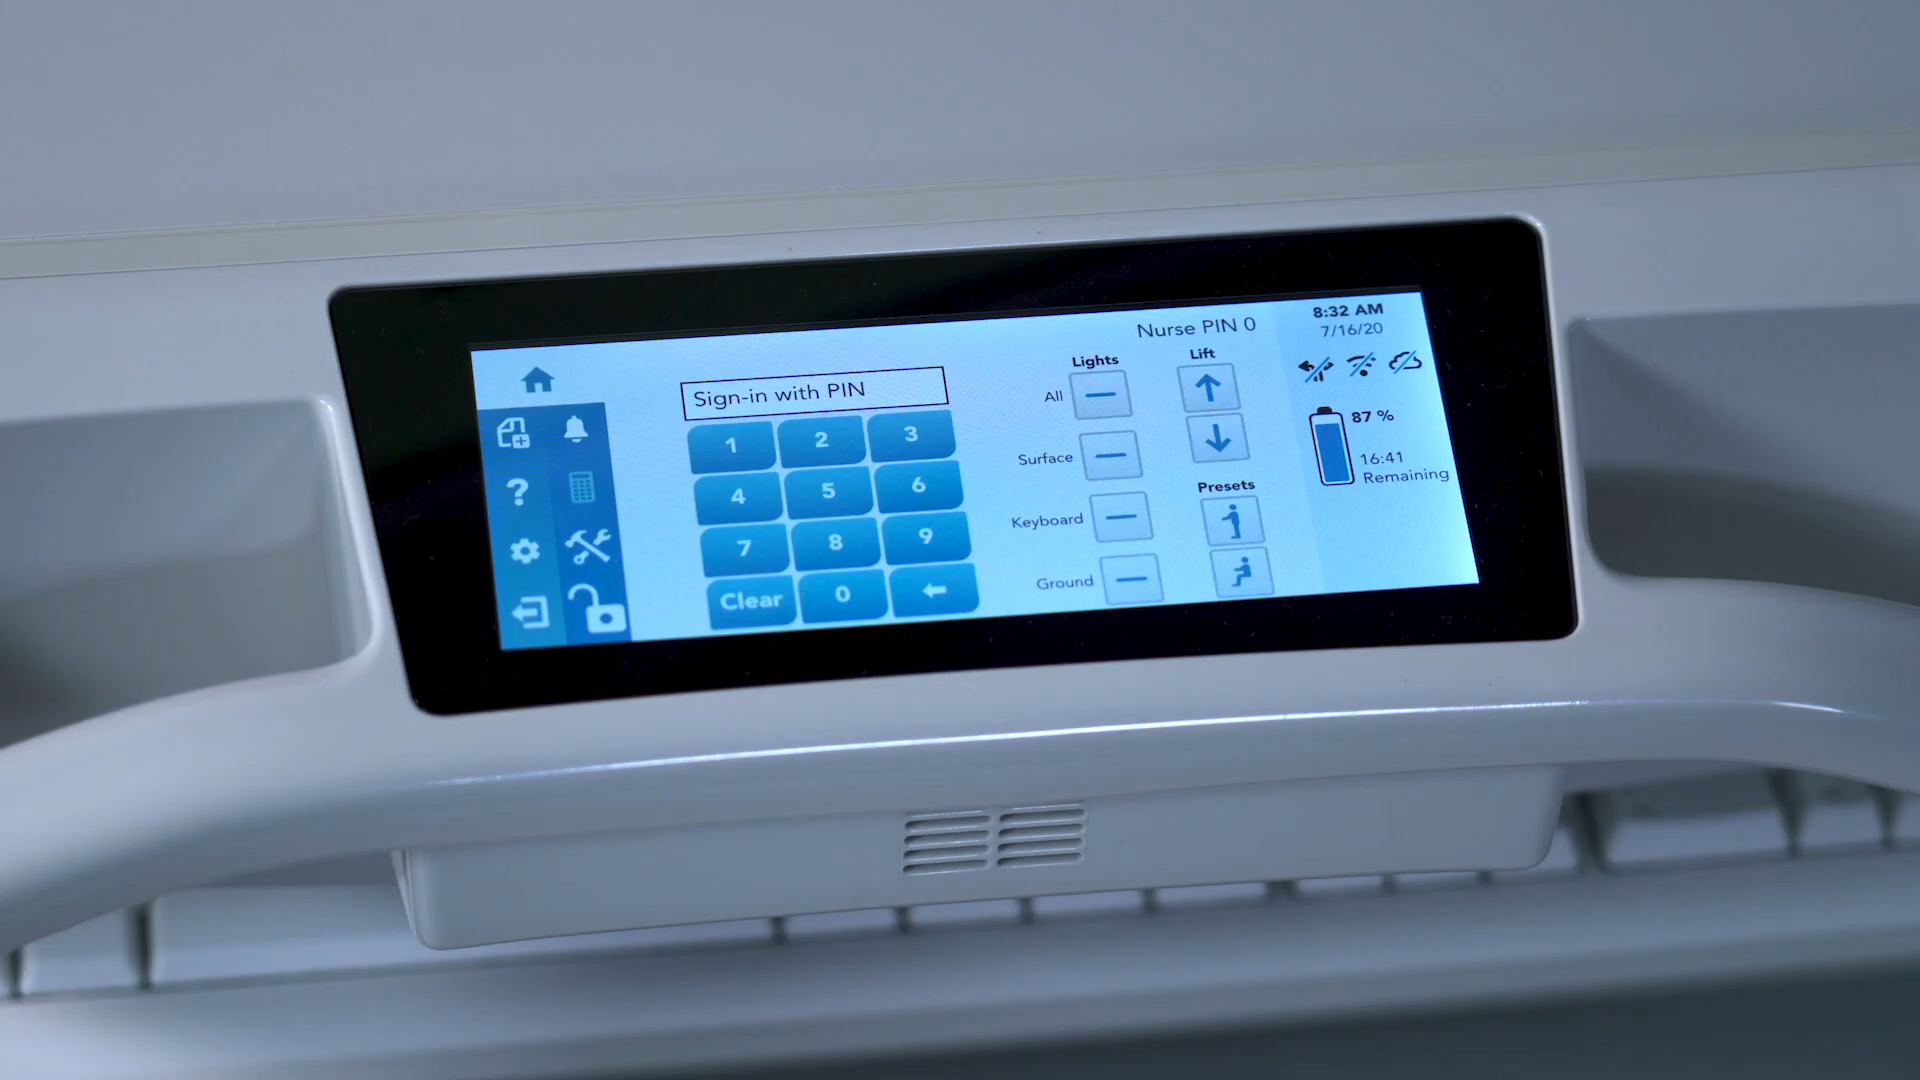 Nurse PIN 0
8:32 AM
7/16/20
Sign-in with PIN
1 2 3
4 5 6
7 8 9
Clear 0
Lights
All
Surface
Keyboard
Ground
Lift
Presets
87 %
16:41
Remaining
?